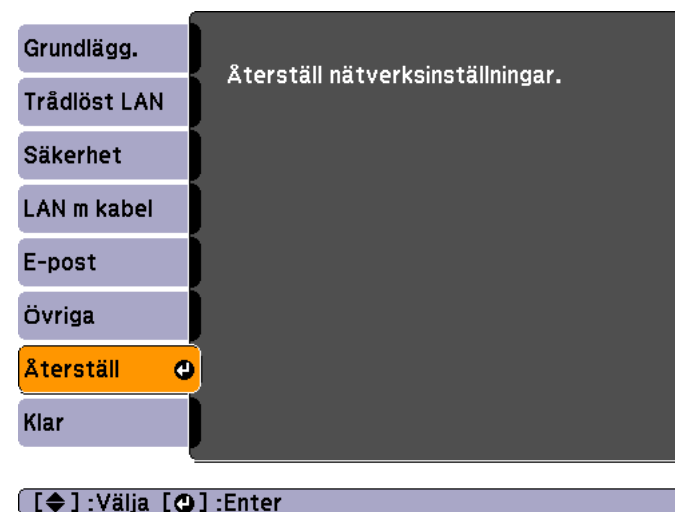 Grundlägg.
Trådlöst LAN
Säkerhet
LAN m kabel
E-post
Övriga
Återställ
Klar
Återställ nätverksinställningar.
[◆] :Välja [⏎] :Enter